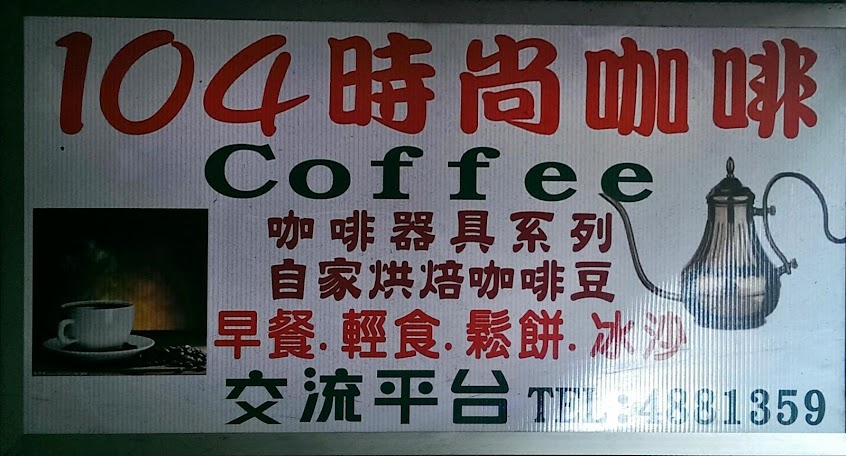 104時尚咖啡
Coffee
咖啡器具系列
自家烘焙咖啡豆
早餐.輕食.鬆餅.冰沙
交流平台 TEL:4881359